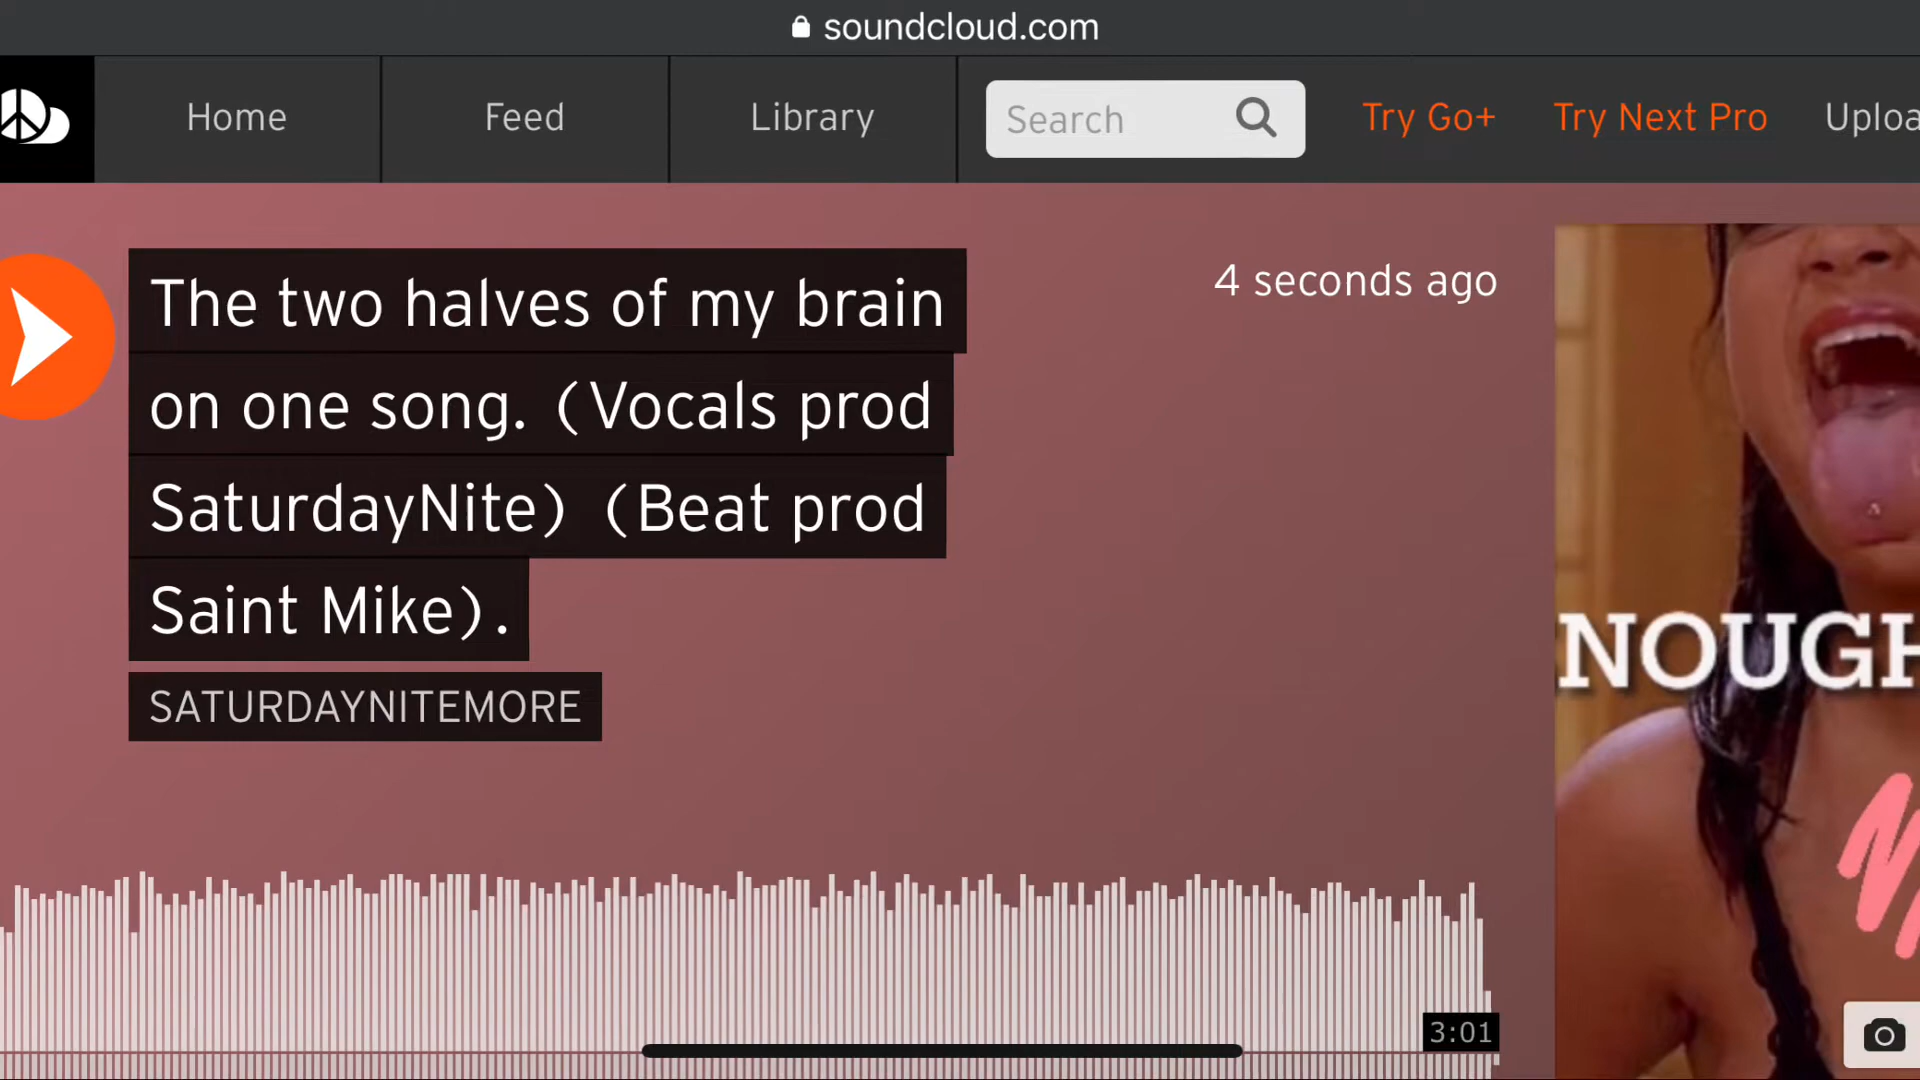 soundcloud.com
Home
Feed
Library
Search
Try Go+
Try Next Pro
Uploa
The two halves of my brain
on one song. (Vocals prod
SaturdayNite) (Beat prod
Saint Mike).
SATURDAYNITEMORE
4 seconds ago
NOUGH
3:01